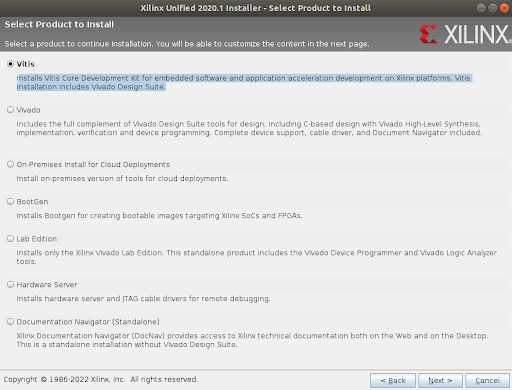 Xilinx Unified 2020.1 Installer - Select Product to Install
Select Product to Install
Select a product to continue installation. You will be able to customize the content in the next page.
XILINX
Vitis
Installs Vitis Core Development Kit for embedded software and application acceleration development on Xilinx platforms. Vitis
installation includes Vivado Design Suite.
Vivado
Includes the full complement of Vivado Design Suite tools for design, including C-based design with Vivado High-Level Synthesis,
implementation, verification and device programming. Complete device support, cable driver, and Document Navigator included.
On-Premises Install for Cloud Deployments
Install on-premises version of tools for cloud deployments.
BootGen
Installs Bootgen for creating bootable images targeting Xilinx SoCs and FPGAs.
Lab Edition
Installs only the Xilinx Vivado Lab Edition. This standalone product includes the Vivado Device Programmer and Vivado Logic Analyzer
tools.
Hardware Server
Installs hardware server and JTAG cable drivers for remote debugging.
Documentation Navigator (Standalone)
Xilinx Documentation Navigator (DocNav) provides access to Xilinx technical documentation both on the Web and on the Desktop.
This is a standalone installation without Vivado Design Suite.
Copyright © 1986-2022 Xilinx, Inc. All rights reserved.
< Back
Next >
Cancel